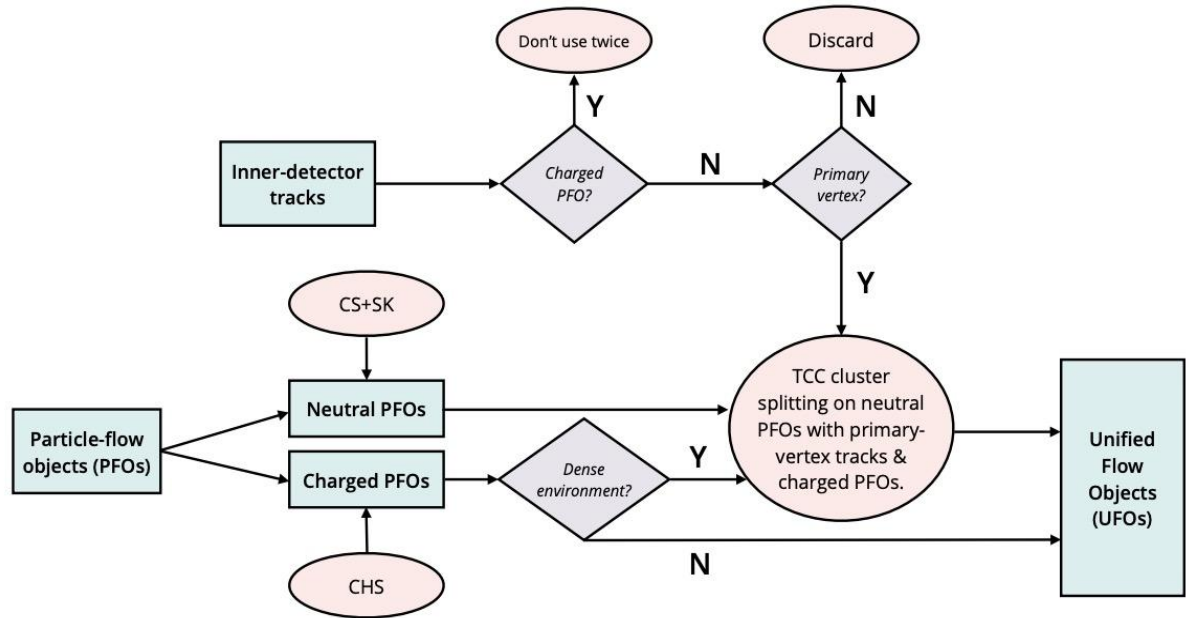 Don't use twice
Discard
Y
N
Inner-detector
tracks
Charged
PFO?
N
Primary
vertex?
Y
CS+SK
Neutral PFOs
TCC cluster
splitting on neutral
PFOs with primary-
vertex tracks &
charged PFOs.
Particle-flow
objects (PFOs)
Charged PFOs
Dense
environment?
Y
Unified
Flow
Objects
(UFOs)
N
CHS